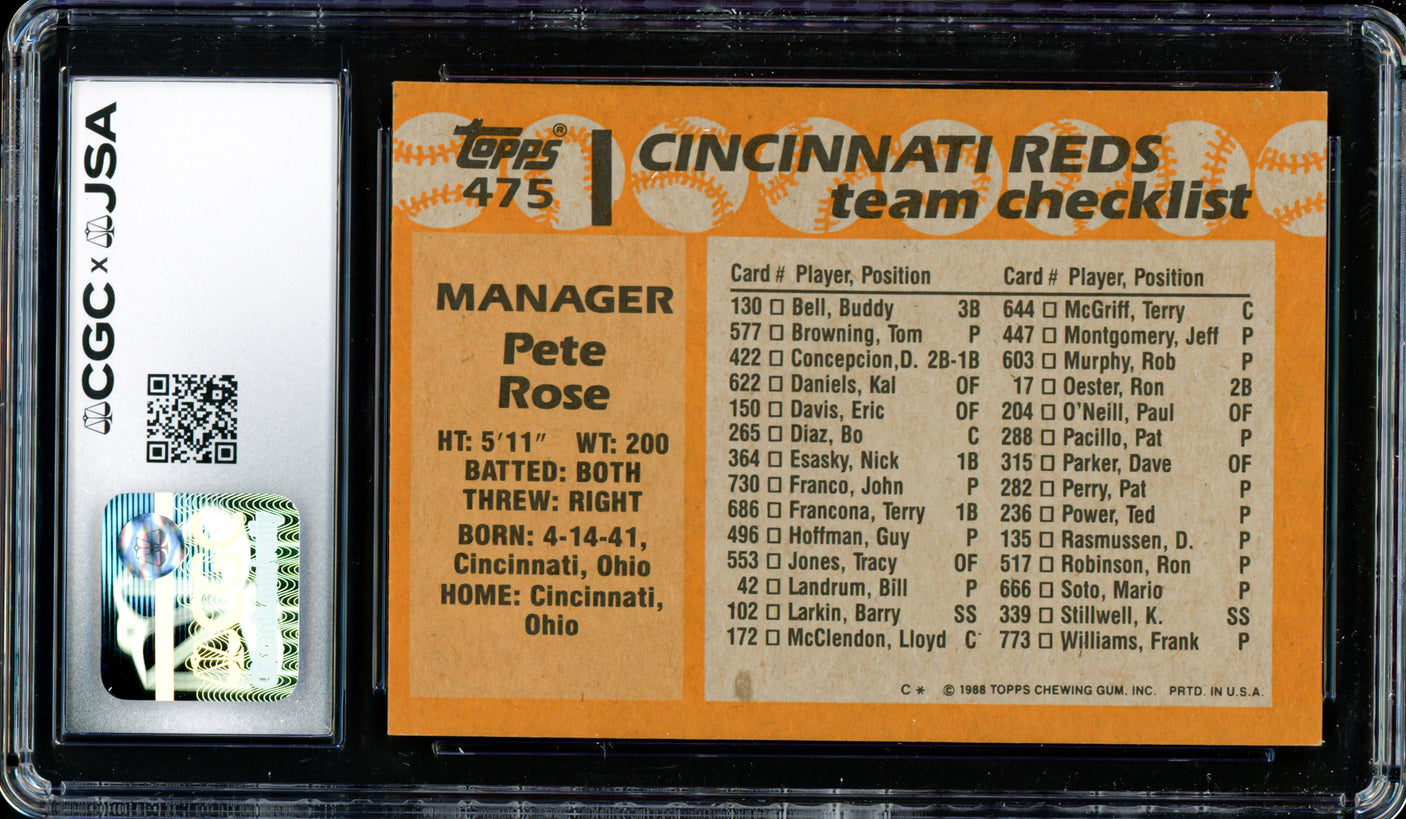 CGC x JSA
topps®
475
CINCINNATI REDS
team checklist
MANAGER
Pete
Rose
HT: 5'11" WT: 200
BATTED: BOTH
THREW: RIGHT
BORN: 4-14-41,
Cincinnati, Ohio
HOME: Cincinnati,
Ohio
Card # Player, Position
130 □ Bell, Buddy 3B
577 □ Browning, Tom P
422 □ Concepcion,D. 2B-1B
622 □ Daniels, Kal OF
150 □ Davis, Eric OF
265 □ Diaz, Bo C
364 □ Esasky, Nick 1B
730 □ Franco, John P
686 □ Francona, Terry 1B
496 □ Hoffman, Guy P
553 □ Jones, Tracy OF
42 □ Landrum, Bill P
102 □ Larkin, Barry SS
172 □ McClendon, Lloyd C
Card # Player, Position
644 □ McGriff, Terry C
447 □ Montgomery, Jeff P
603 □ Murphy, Rob P
17 □ Oester, Ron 2B
204 □ O'Neill, Paul OF
288 □ Pacillo, Pat P
315 □ Parker, Dave OF
282 □ Perry, Pat P
236 □ Power, Ted P
135 □ Rasmussen, D. P
517 □ Robinson, Ron P
666 □ Soto, Mario P
339 □ Stillwell, K. SS
773 □ Williams, Frank P
C* © 1988 TOPPS CHEWING GUM, INC. PRTD. IN U.S.A.